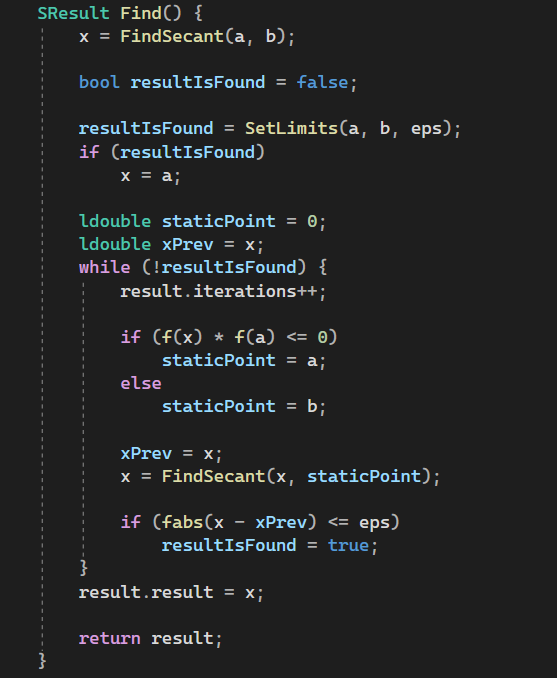 SResult Find() {
x = FindSecant(a, b);
bool resultIsFound = false;
resultIsFound = SetLimits(a, b, eps);
if (resultIsFound)
x = a;
ldouble staticPoint = 0;
ldouble xPrev = x;
while (!resultIsFound) {
result.iterations++;
if (f(x) * f(a) <= 0)
staticPoint = a;
else
staticPoint = b;
xPrev = x;
x = FindSecant(x, staticPoint);
if (fabs(x - xPrev) <= eps)
resultIsFound = true;
}
result.result = x;
return result;
}